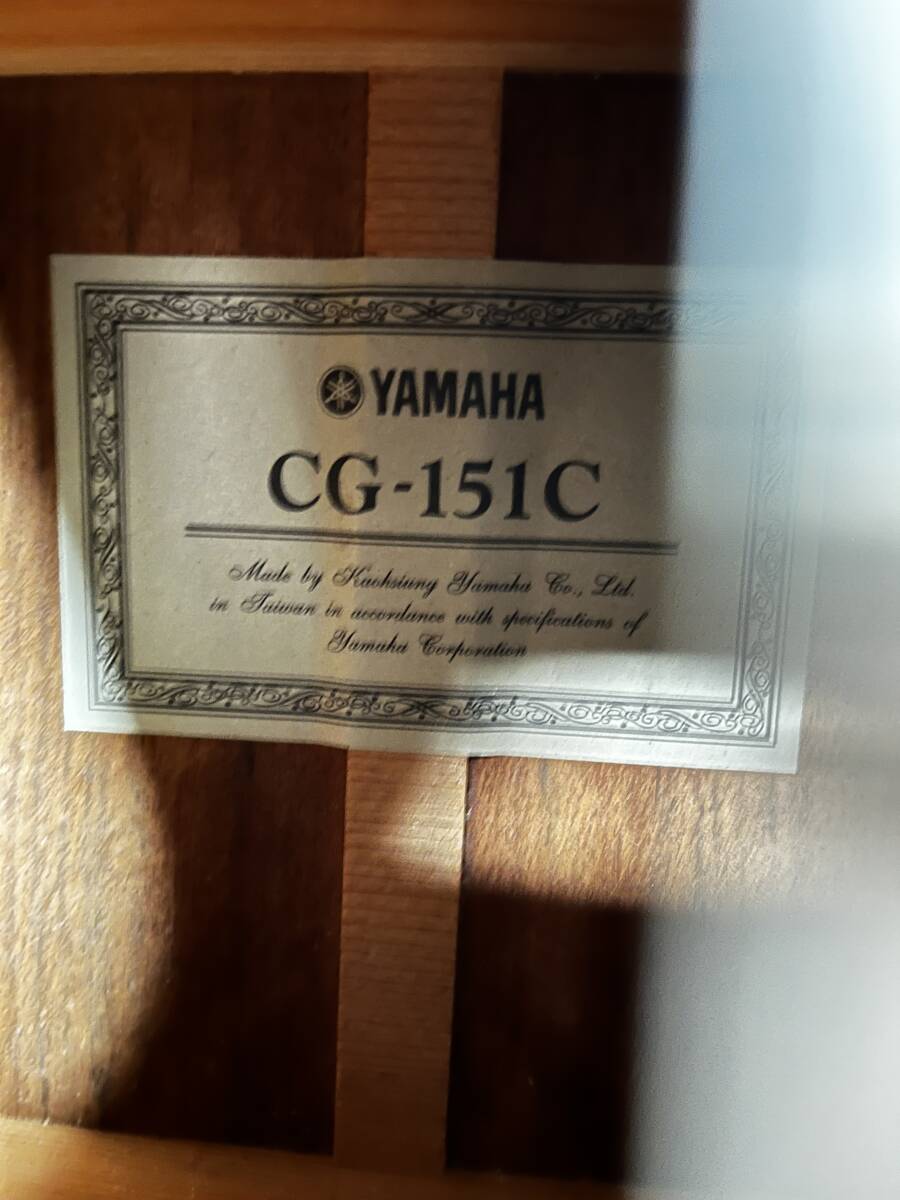 YAMAHA
CG-151C
Made by Kaohsiung Yamaha Co., Ltd.
in Taiwan in accordance with specifications of
Yamaha Corporation